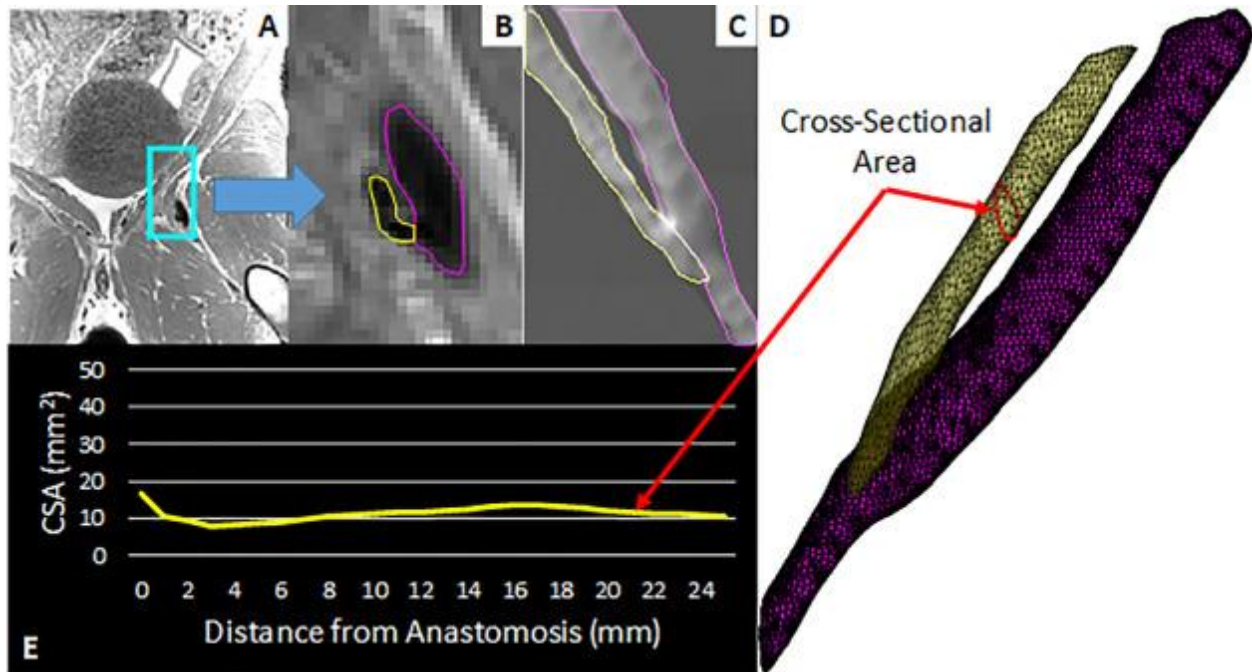 A
B
C
D
Cross-Sectional
Area
50
40
30
20
10
0
CSA (mm²)
0 2 4 6 8 10 12 14 16 18 20 22 24
Distance from Anastomosis (mm)
E